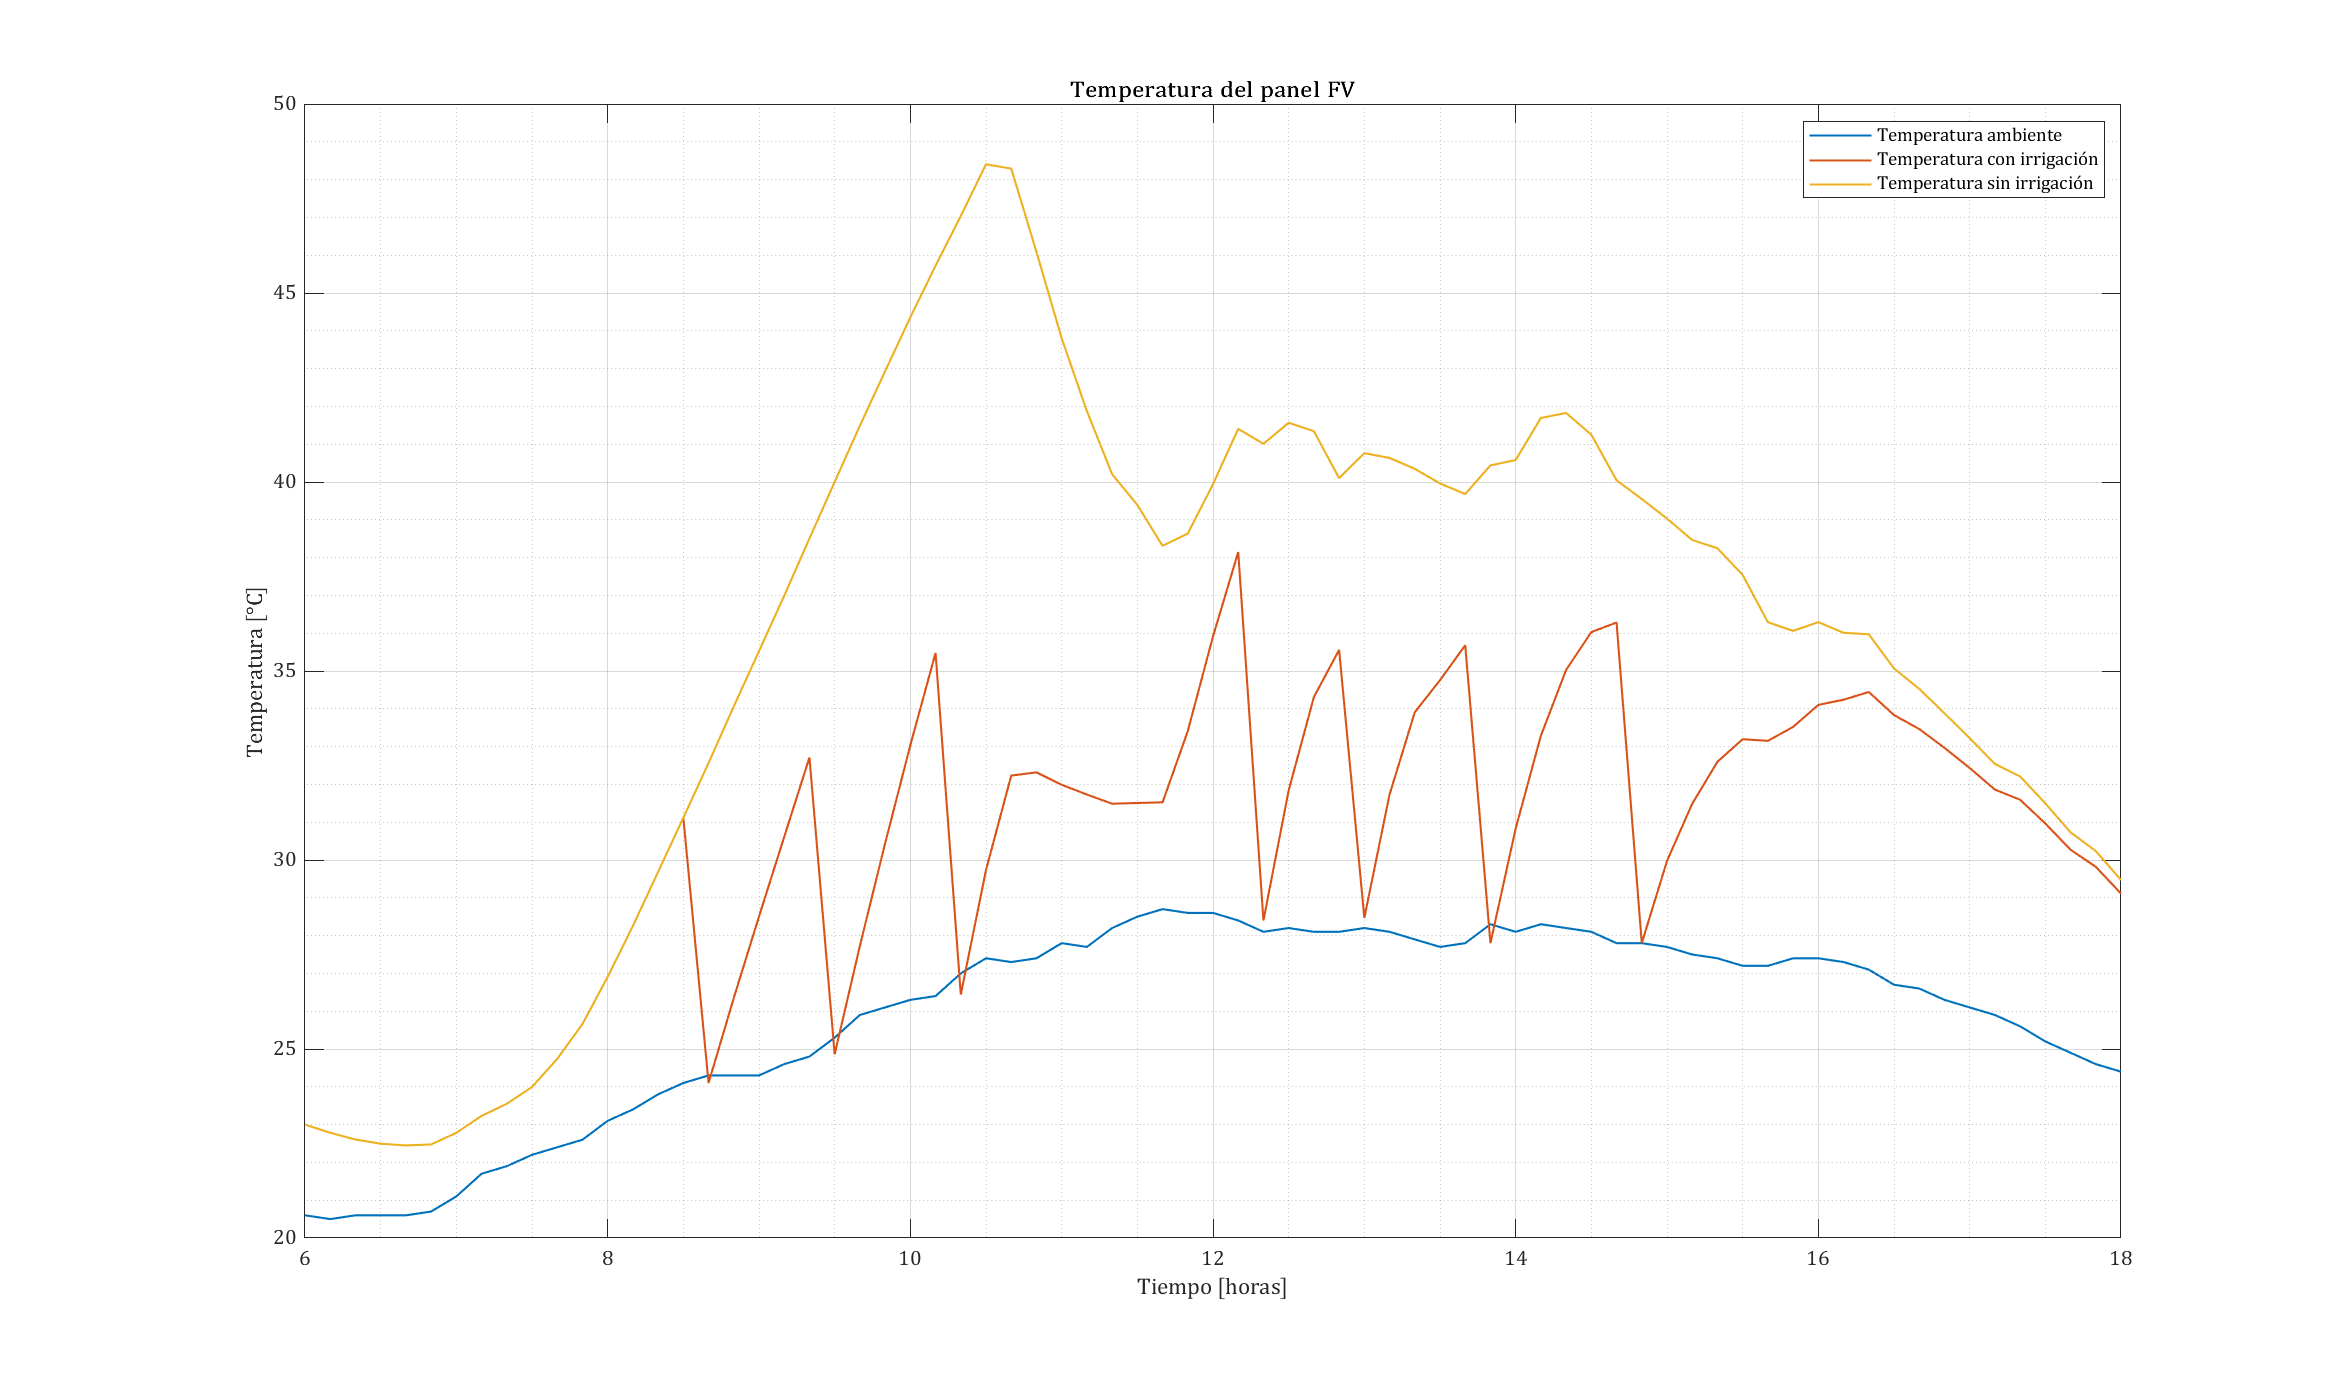 Temperatura del panel FV
50
45
40
35
30
25
20
Temperatura [°C]
Temperatura ambiente
Temperatura con irrigación
Temperatura sin irrigación
6 8 10 12 14 16 18
Tiempo [horas]